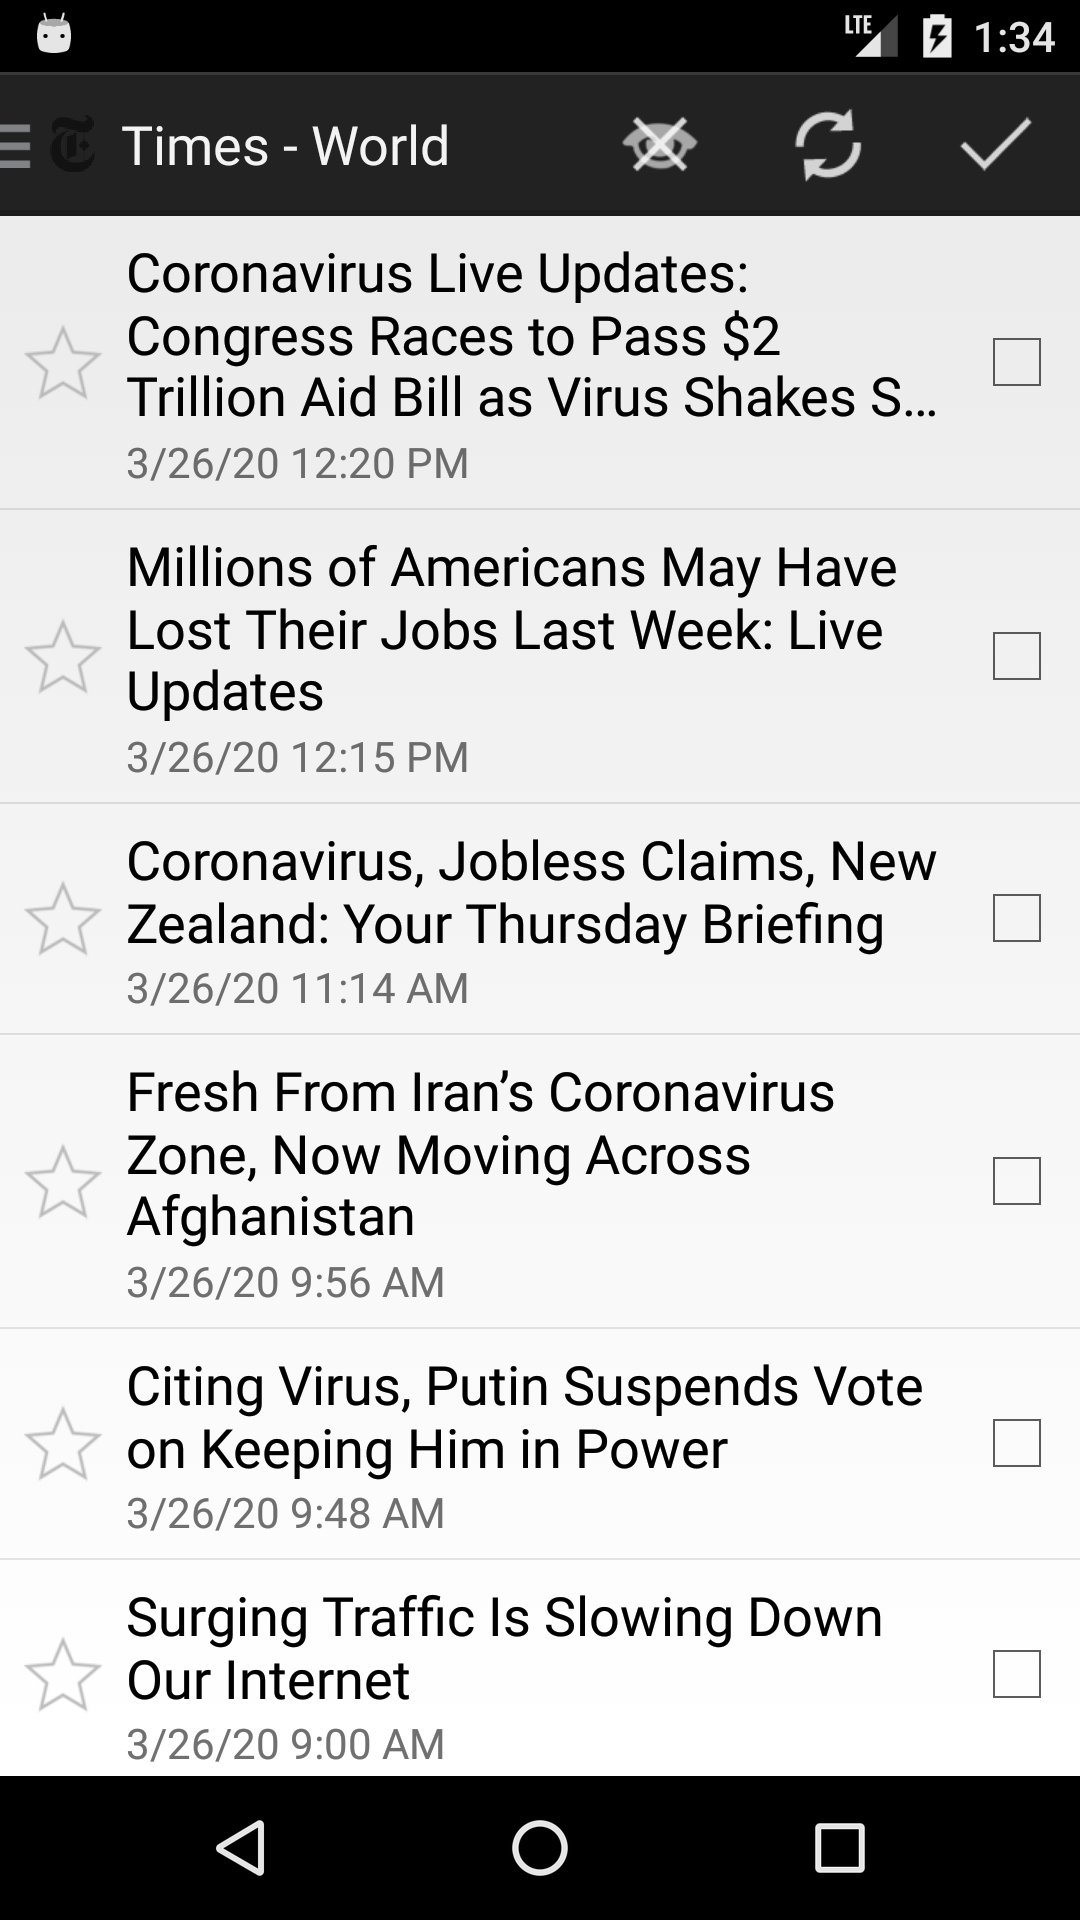 LTE 1:34
Times - World
Coronavirus Live Updates:
Congress Races to Pass $2
Trillion Aid Bill as Virus Shakes S…
3/26/20 12:20 PM
Millions of Americans May Have
Lost Their Jobs Last Week: Live
Updates
3/26/20 12:15 PM
Coronavirus, Jobless Claims, New
Zealand: Your Thursday Briefing
3/26/20 11:14 AM
Fresh From Iran’s Coronavirus
Zone, Now Moving Across
Afghanistan
3/26/20 9:56 AM
Citing Virus, Putin Suspends Vote
on Keeping Him in Power
3/26/20 9:48 AM
Surging Traffic Is Slowing Down
Our Internet
3/26/20 9:00 AM